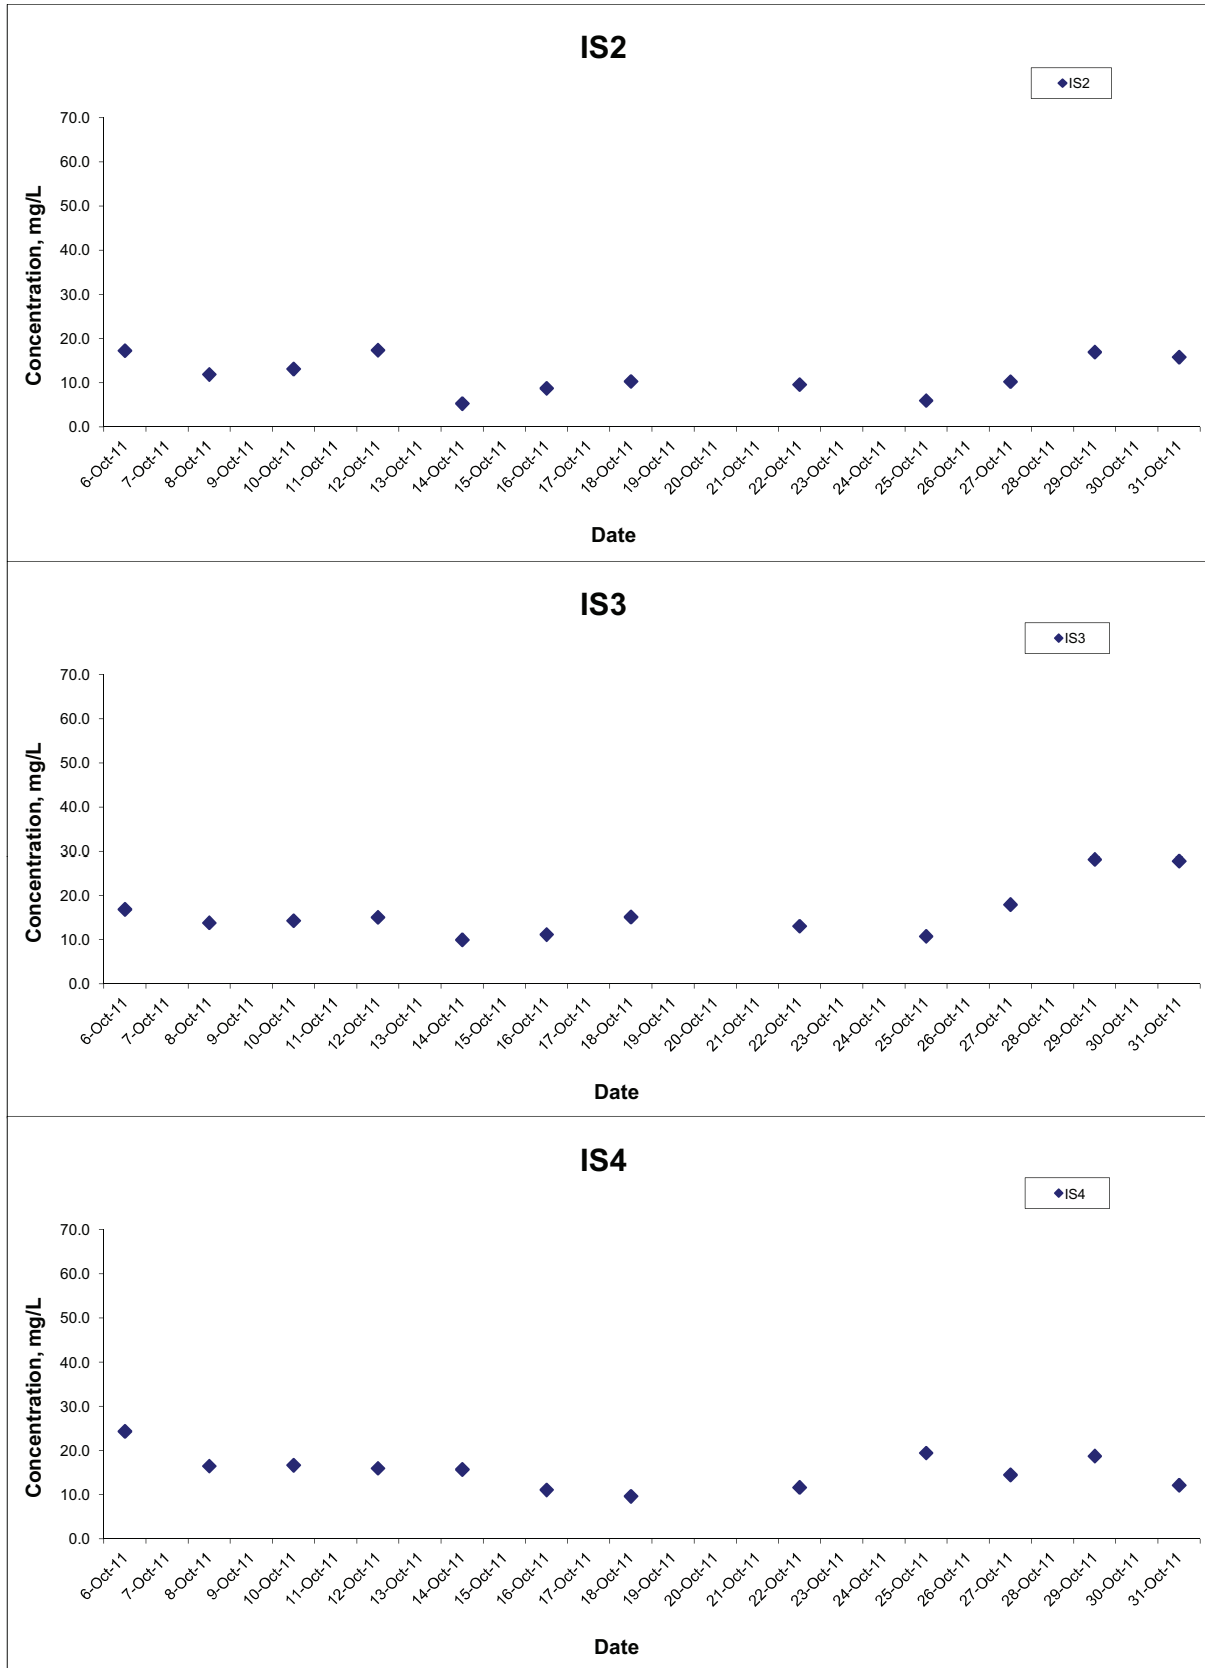 IS2
IS2
70.0
60.0
50.0
40.0
30.0
20.0
10.0
0.0
Concentration, mg/L
6-Oct-11
7-Oct-11
8-Oct-11
9-Oct-11
10-Oct-11
11-Oct-11
12-Oct-11
13-Oct-11
14-Oct-11
15-Oct-11
16-Oct-11
17-Oct-11
18-Oct-11
19-Oct-11
20-Oct-11
21-Oct-11
22-Oct-11
23-Oct-11
24-Oct-11
25-Oct-11
26-Oct-11
27-Oct-11
28-Oct-11
29-Oct-11
30-Oct-11
31-Oct-11
Date
IS3
IS3
70.0
60.0
50.0
40.0
30.0
20.0
10.0
0.0
Concentration, mg/L
6-Oct-11
7-Oct-11
8-Oct-11
9-Oct-11
10-Oct-11
11-Oct-11
12-Oct-11
13-Oct-11
14-Oct-11
15-Oct-11
16-Oct-11
17-Oct-11
18-Oct-11
19-Oct-11
20-Oct-11
21-Oct-11
22-Oct-11
23-Oct-11
24-Oct-11
25-Oct-11
26-Oct-11
27-Oct-11
28-Oct-11
29-Oct-11
30-Oct-11
31-Oct-11
Date
IS4
IS4
70.0
60.0
50.0
40.0
30.0
20.0
10.0
0.0
Concentration, mg/L
6-Oct-11
7-Oct-11
8-Oct-11
9-Oct-11
10-Oct-11
11-Oct-11
12-Oct-11
13-Oct-11
14-Oct-11
15-Oct-11
16-Oct-11
17-Oct-11
18-Oct-11
19-Oct-11
20-Oct-11
21-Oct-11
22-Oct-11
23-Oct-11
24-Oct-11
25-Oct-11
26-Oct-11
27-Oct-11
28-Oct-11
29-Oct-11
30-Oct-11
31-Oct-11
Date